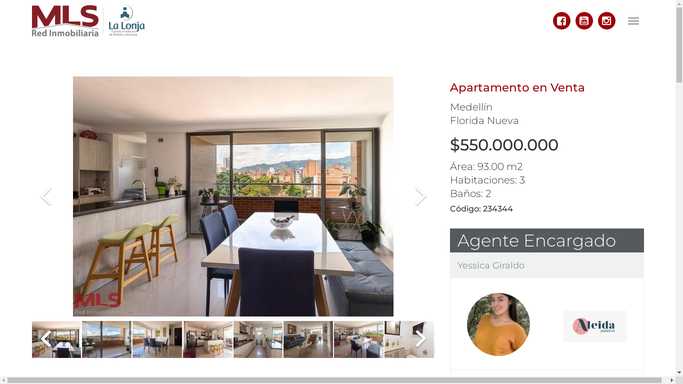 MLS
Red Inmobiliaria
La Lonja
Apartamento en Venta
Medellín
Florida Nueva
$550.000.000
Área: 93.00 m2
Habitaciones: 3
Baños: 2
Código: 234344
Agente Encargado
Yessica Giraldo
MLS
Aleida